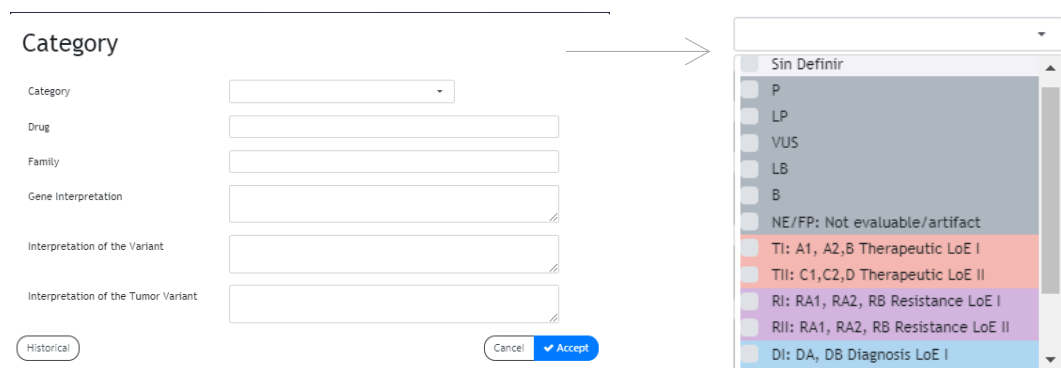 Category
Category
Drug
Family
Gene Interpretation
Interpretation of the Variant
Interpretation of the Tumor Variant
Historical
Cancel
Accept
Sin Definir
P
LP
VUS
LB
B
NE/FP: Not evaluable/artifact
TI: A1, A2,B Therapeutic LoE I
TII: C1,C2,D Therapeutic LoE II
RI: RA1, RA2, RB Resistance LoE I
RII: RA1, RA2, RB Resistance LoE II
DI: DA, DB Diagnosis LoE I